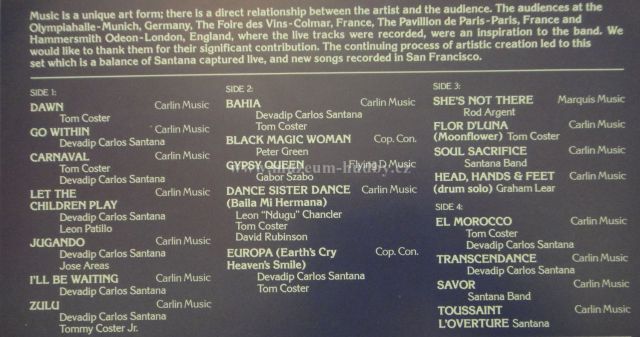 Music is a unique art form; there is a direct relationship between the artist and the audience. The audiences at the
Olympiahalle-Munich, Germany, The Foire des Vins-Colmar, France, The Pavillion de Paris-Paris, France and
Hammersmith Odeon-London, England, where the live tracks were recorded, were an inspiration to the band. We
would like to thank them for their significant contribution. The continuing process of artistic creation led to this
set which is a balance of Santana captured live, and new songs recorded in San Francisco.
SIDE 1:
DAWN Carlin Music
Tom Coster
GO WITHIN Carlin Music
Devadip Carlos Santana
CARNAVAL Carlin Music
Tom Coster
Devadip Carlos Santana
LET THE Carlin Music
CHILDREN PLAY
Devadip Carlos Santana
Leon Patillo
JUGANDO Carlin Music
Devadip Carlos Santana
Jose Areas
I'LL BE WAITING Carlin Music
Devadip Carlos Santana
ZULU Carlin Music
Devadip Carlos Santana
Tommy Coster Jr.
SIDE 2:
BAHIA Carlin Music
Devadip Carlos Santana
Tom Coster
BLACK MAGIC WOMAN Cop. Con.
Peter Green
GYPSY QUEEN Flying D Music
Gabor Szabo
DANCE SISTER DANCE Carlin Music
(Baila Mi Hermana)
Leon "Ndugu" Chancler
Tom Coster
David Rubinson
EUROPA (Earth's Cry Cop. Con.
Heaven's Smile)
Devadip Carlos Santana
Tom Coster
SIDE 3:
SHE'S NOT THERE Marquis Music
Rod Argent
FLOR D'LUNA Carlin Music
(Moonflower) Tom Coster
SOUL SACRIFICE Carlin Music
Santana Band
HEAD, HANDS & FEET Carlin Music
(drum solo) Graham Lear
SIDE 4:
EL MOROCCO Carlin Music
Tom Coster
Devadip Carlos Santana
TRANSCENDANCE Carlin Music
Devadip Carlos Santana
SAVOR Carlin Music
Santana Band
TOUSSAINT Carlin Music
L'OVERTURE Santana